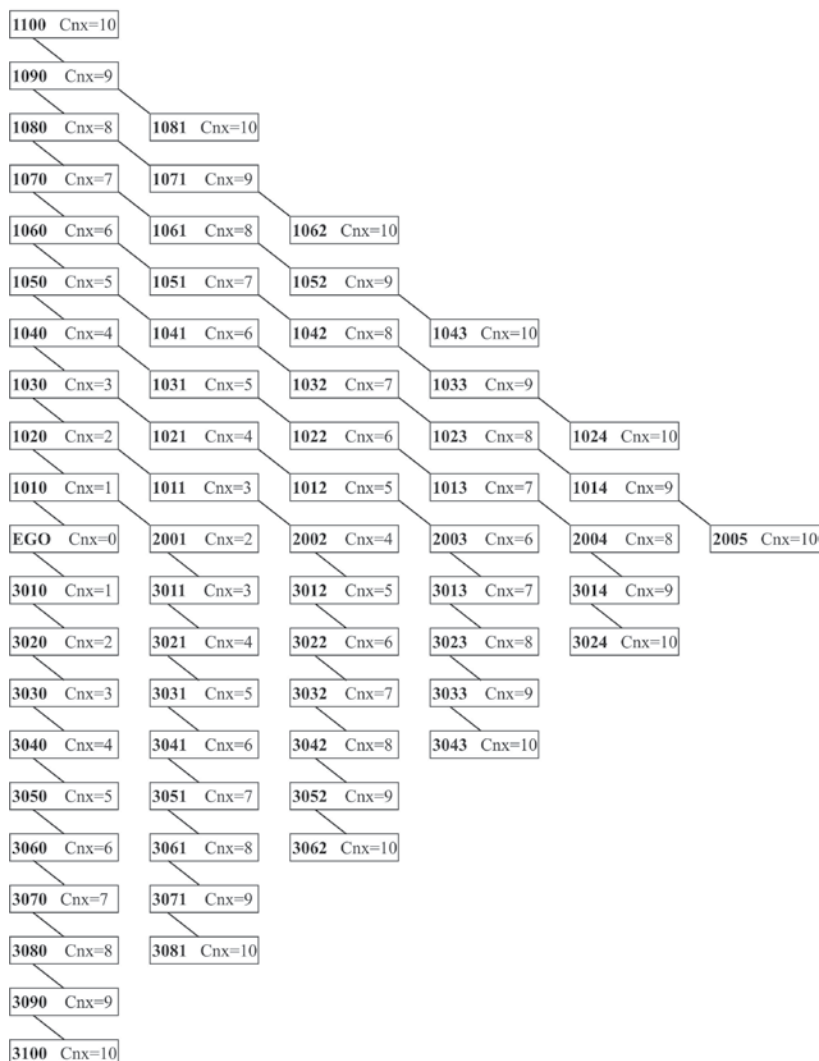 1100 Cnx=10
1090 Cnx=9
1080 Cnx=8 1081 Cnx=10
1070 Cnx=7 1071 Cnx=9
1060 Cnx=6 1061 Cnx=8 1062 Cnx=10
1050 Cnx=5 1051 Cnx=7 1052 Cnx=9
1040 Cnx=4 1041 Cnx=6 1042 Cnx=8 1043 Cnx=10
1030 Cnx=3 1031 Cnx=5 1032 Cnx=7 1033 Cnx=9
1020 Cnx=2 1021 Cnx=4 1022 Cnx=6 1023 Cnx=8 1024 Cnx=10
1010 Cnx=1 1011 Cnx=3 1012 Cnx=5 1013 Cnx=7 1014 Cnx=9
EGO Cnx=0 2001 Cnx=2 2002 Cnx=4 2003 Cnx=6 2004 Cnx=8 2005 Cnx=10
3010 Cnx=1 3011 Cnx=3 3012 Cnx=5 3013 Cnx=7 3014 Cnx=9
3020 Cnx=2 3021 Cnx=4 3022 Cnx=6 3023 Cnx=8 3024 Cnx=10
3030 Cnx=3 3031 Cnx=5 3032 Cnx=7 3033 Cnx=9
3040 Cnx=4 3041 Cnx=6 3042 Cnx=8 3043 Cnx=10
3050 Cnx=5 3051 Cnx=7 3052 Cnx=9
3060 Cnx=6 3061 Cnx=8 3062 Cnx=10
3070 Cnx=7 3071 Cnx=9
3080 Cnx=8 3081 Cnx=10
3090 Cnx=9
3100 Cnx=10